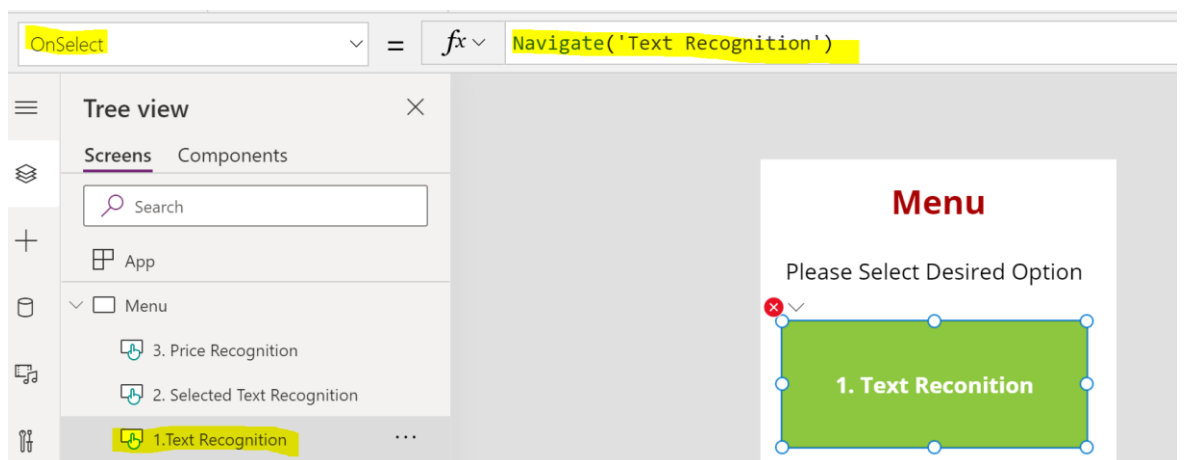 OnSelect = fx Navigate('Text Recognition')
Tree view
Screens Components
Search
App
Menu
3. Price Recognition
2. Selected Text Recognition
1.Text Recognition ...
Menu
Please Select Desired Option
1. Text Reconition